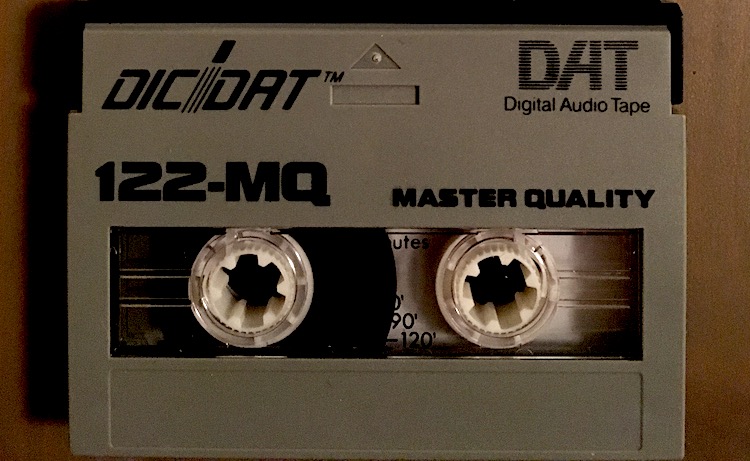 DIC//DAT™
DAT
Digital Audio Tape
122-MQ
MASTER QUALITY
90'
120'